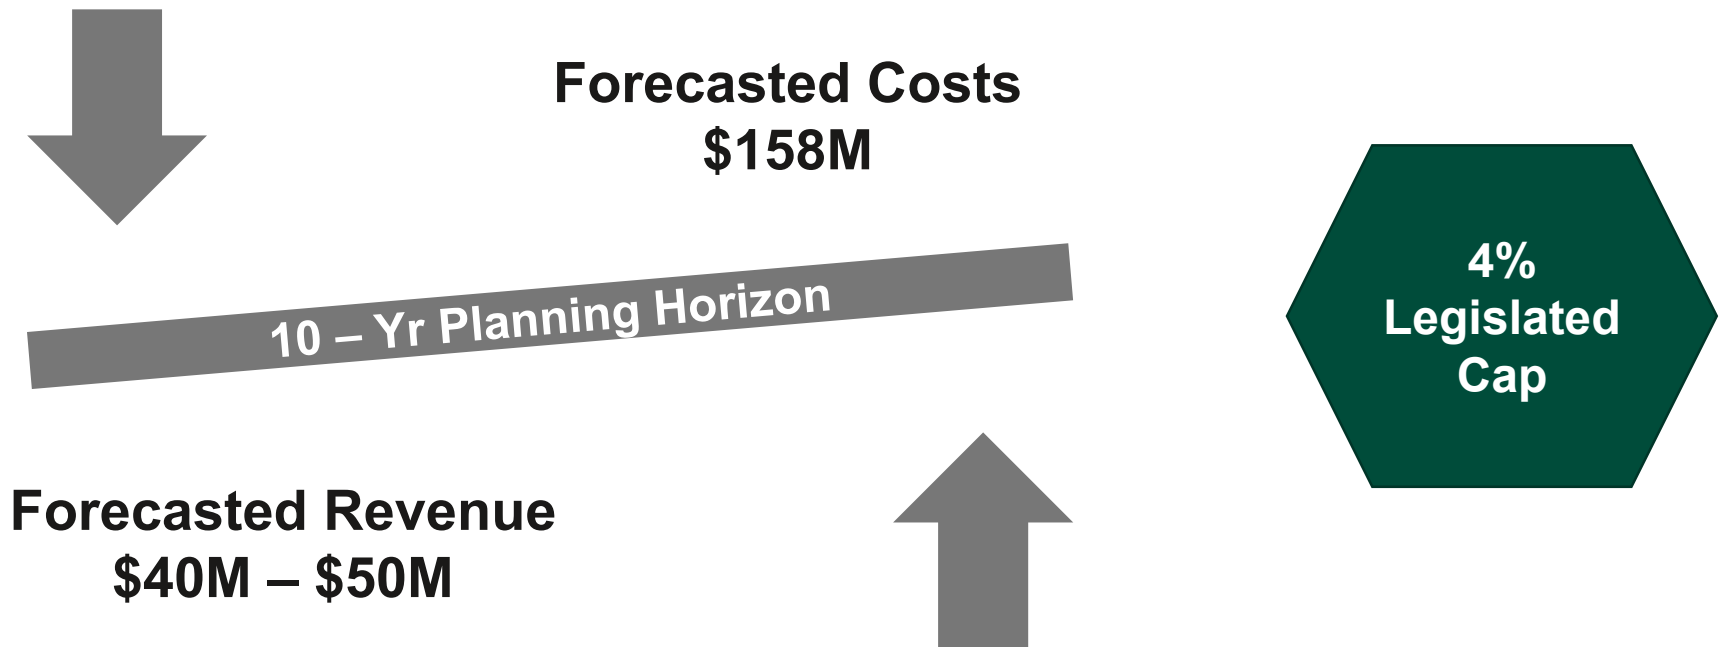 Forecasted Costs
$158M
10 – Yr Planning Horizon
Forecasted Revenue
$40M – $50M
4%
Legislated
Cap